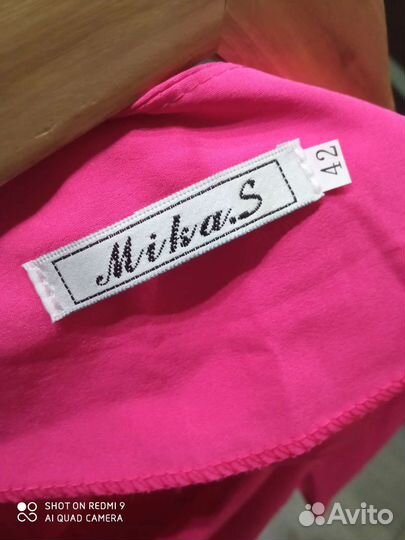 Mika.S
42
SHOT ON REDMI 9
AI QUAD CAMERA
Avito